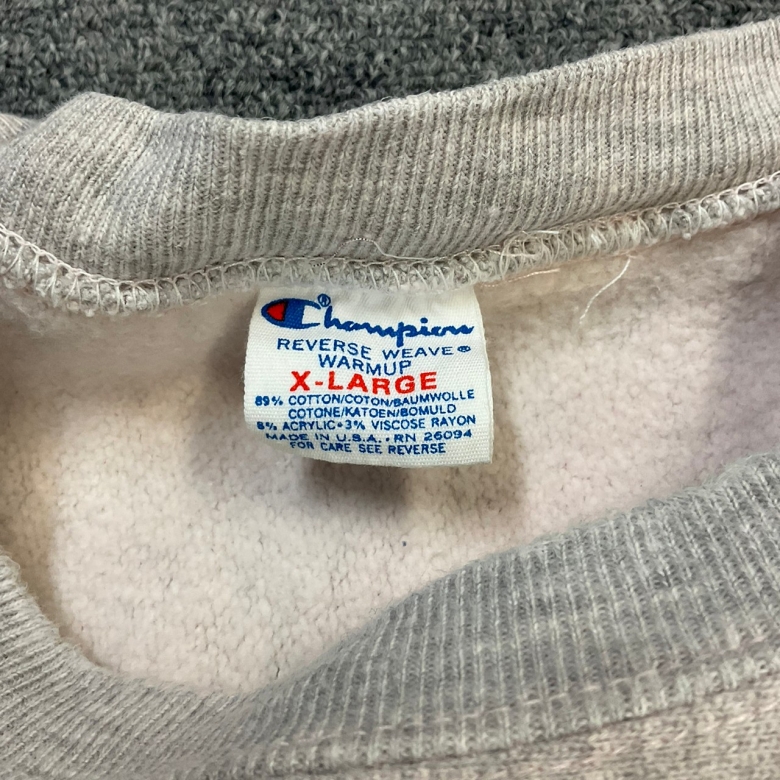 Champion®
REVERSE WEAVE®
WARMUP
X-LARGE
89% COTTON/COTON/BAUMWOLLE
COTONE/KATOEN/BOMULD
8% ACRYLIC•3% VISCOSE RAYON
MADE IN U.S.A. • RN 26094
FOR CARE SEE REVERSE